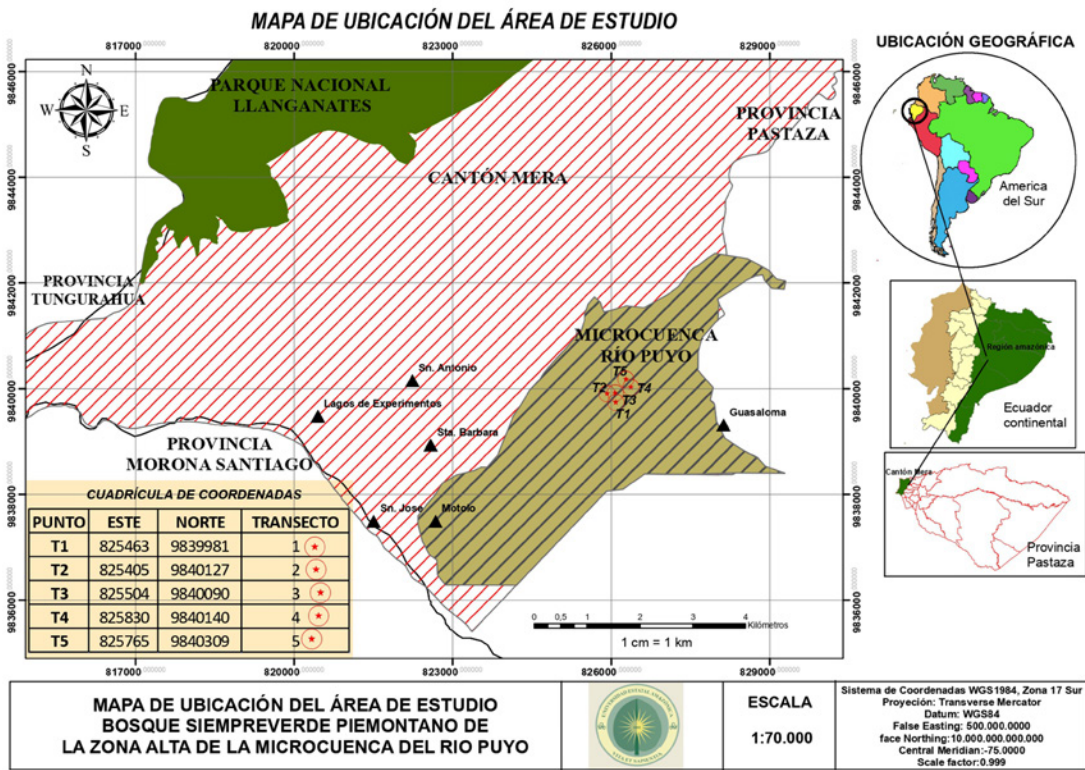 MAPA DE UBICACIÓN DEL ÁREA DE ESTUDIO
817000
820000
823000
826000
829000
9846000
9844000
9842000
9840000
9838000
9836000
N
W
E
S
PARQUE NACIONAL
LLANGANATES
PROVINCIA
PASTAZA
CANTÓN MERA
PROVINCIA
TUNGURAHUA
MICROCUENCA
RÍO PUYO
T5
T2
T4
T3
T1
Sn. Antonio
Lagos de Experimentos
Sta. Barbara
Guasaloma
PROVINCIA
MORONA SANTIAGO
Sn. Jose
Motolo
CUADRÍCULA DE COORDENADAS
PUNTO ESTE NORTE TRANSECTO
T1 825463 9839981 1
T2 825405 9840127 2
T3 825504 9840090 3
T4 825830 9840140 4
T5 825765 9840309 5
0 0,5 1 2 3 4
Kilómetros
1 cm = 1 km
817000
820000
823000
826000
829000
9846000
9844000
9842000
9840000
9838000
9836000
UBICACIÓN GEOGRÁFICA
America
del Sur
Región amazónica
Ecuador
continental
Cantón Mera
Provincia
Pastaza
MAPA DE UBICACIÓN DEL ÁREA DE ESTUDIO
BOSQUE SIEMPREVERDE PIEMONTANO DE
LA ZONA ALTA DE LA MICROCUENCA DEL RIO PUYO
UNIVERSIDAD ESTATAL AMAZÓNICA
ESCALA
1:70.000
Sistema de Coordenadas WGS1984, Zona 17 Sur
Proyeción: Transverse Mercator
Datum: WGS84
False Easting: 500.000.0000
face Northing:10.000.000.000.000
Central Meridian:-75.0000
Scale factor:0.999